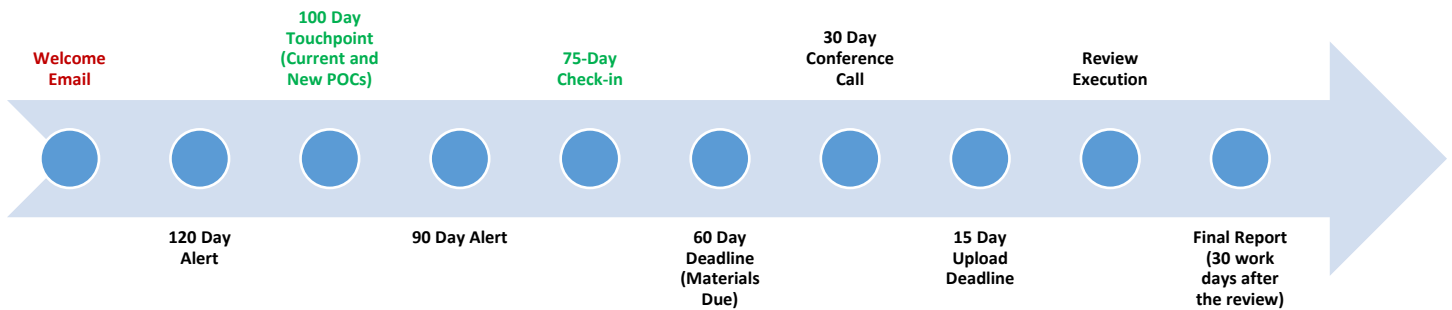 Welcome
Email
120 Day
Alert
100 Day
Touchpoint
(Current and
New POCs)
90 Day Alert
75-Day
Check-in
60 Day
Deadline
(Materials
Due)
30 Day
Conference
Call
15 Day
Upload
Deadline
Review
Execution
Final Report
(30 work
days after
the review)